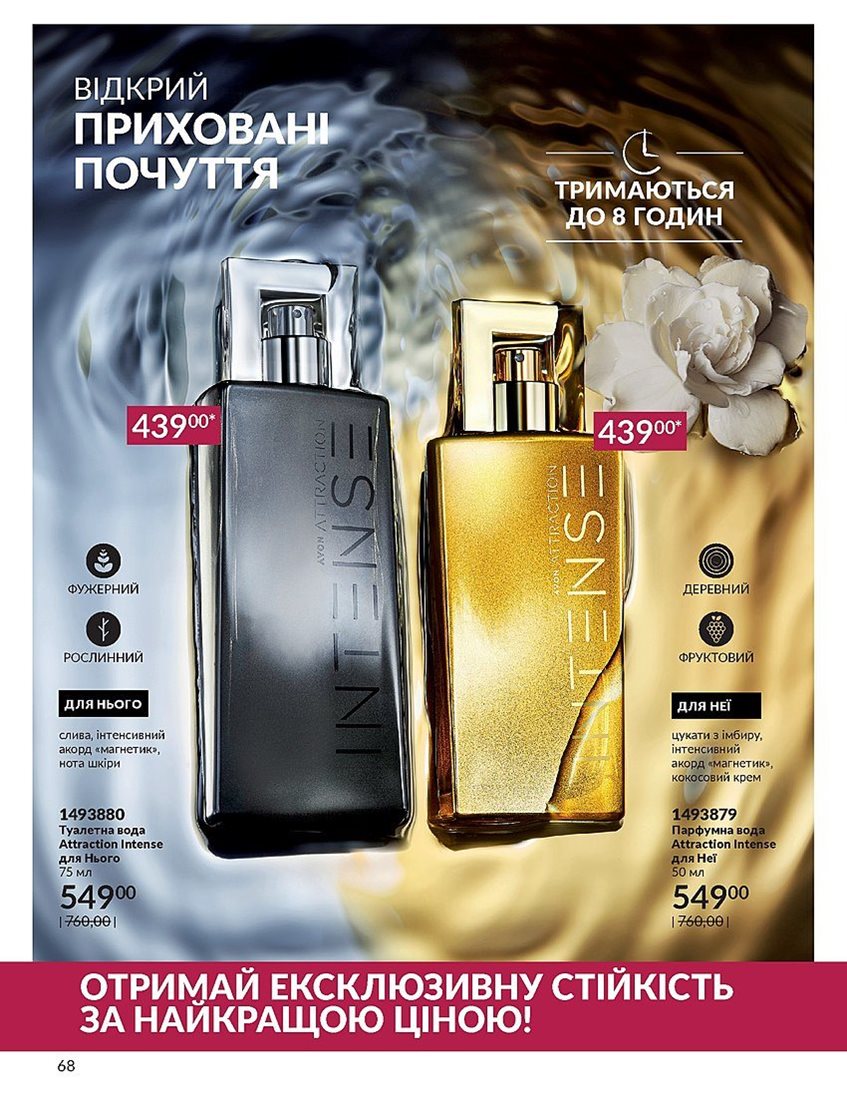 ВІДКРИЙ
ПРИХОВАНІ
ПОЧУТТЯ
ТРИМАЮТЬСЯ
ДО 8 ГОДИН
439⁰⁰*
439⁰⁰*
AVON ATTRACTION
INTENSE
AVON ATTRACTION
INTENSE
ФУЖЕРНИЙ
РОСЛИННИЙ
ДЛЯ НЬОГО
слива, інтенсивний
акорд «магнетик»,
нота шкіри
1493880
Туалетна вода
Attraction Intense
для Нього
75 мл
549⁰⁰
| 760,00 |
ДЕРЕВНИЙ
ФРУКТОВИЙ
ДЛЯ НЕЇ
цукати з імбиру,
інтенсивний
акорд «магнетик»,
кокосовий крем
1493879
Парфумна вода
Attraction Intense
для Неї
50 мл
549⁰⁰
| 760,00 |
ОТРИМАЙ ЕКСКЛЮЗИВНУ СТІЙКІСТЬ
ЗА НАЙКРАЩОЮ ЦІНОЮ!
68